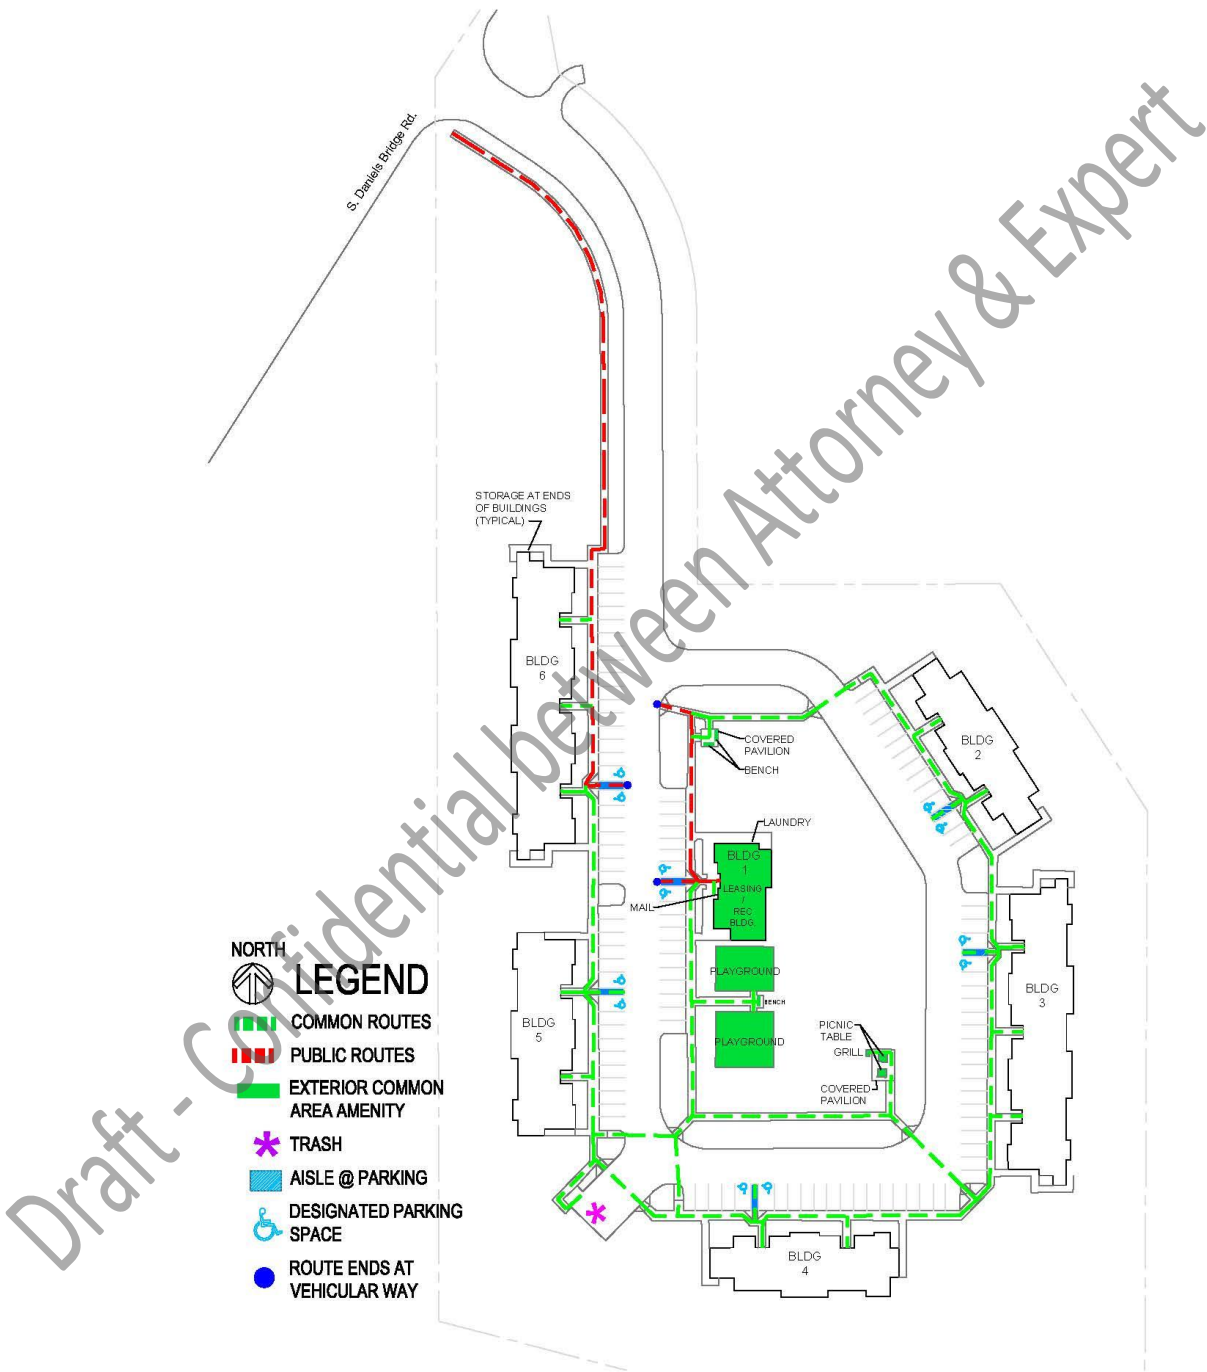 S. Daniels Bridge Rd.
STORAGE AT ENDS
OF BUILDINGS
(TYPICAL)
BLDG
6
BLDG
2
COVERED
PAVILION
BENCH
LAUNDRY
BLDG
1
LEASING
/
REC
BLDG.
MAIL
PLAYGROUND
BENCH
PLAYGROUND
BLDG
3
PICNIC
TABLE
GRILL
COVERED
PAVILION
BLDG
5
BLDG
4
NORTH
LEGEND
COMMON ROUTES
PUBLIC ROUTES
EXTERIOR COMMON
AREA AMENITY
TRASH
AISLE @ PARKING
DESIGNATED PARKING
SPACE
ROUTE ENDS AT
VEHICULAR WAY
Draft - Confidential between Attorney & Expert